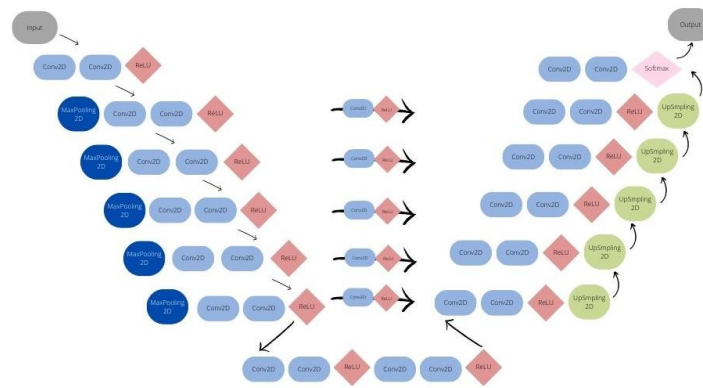 Input
Output
Conv2D Conv2D ReLU
Conv2D Conv2D Softmax
MaxPooling
2D
Conv2D Conv2D ReLU
Conv2D ReLU
Conv2D Conv2D ReLU
UpSmpling
2D
MaxPooling
2D
Conv2D Conv2D ReLU
Conv2D ReLU
Conv2D Conv2D ReLU
UpSmpling
2D
MaxPooling
2D
Conv2D Conv2D ReLU
Conv2D ReLU
Conv2D Conv2D ReLU
UpSmpling
2D
MaxPooling
2D
Conv2D Conv2D ReLU
Conv2D ReLU
Conv2D Conv2D ReLU
UpSmpling
2D
MaxPooling
2D
Conv2D Conv2D ReLU
Conv2D ReLU
Conv2D Conv2D ReLU
UpSmpling
2D
Conv2D Conv2D ReLU Conv2D Conv2D ReLU